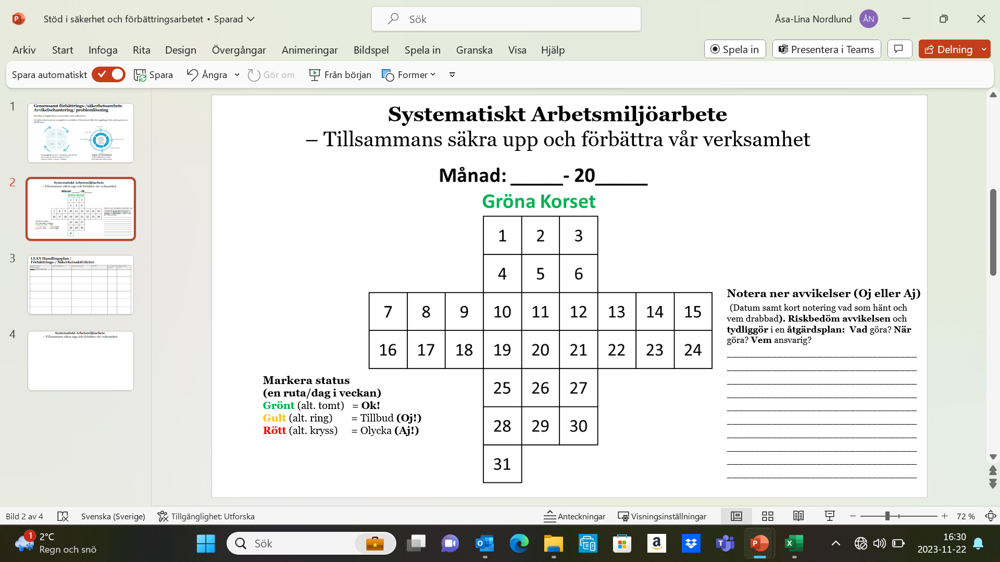 Stöd i säkerhet och förbättringsarbetet • Sparad
Sök
Åsa-Lina Nordlund
ÅN
Arkiv
Start
Infoga
Rita
Design
Övergångar
Animeringar
Bildspel
Spela in
Granska
Visa
Hjälp
Spela in
Presentera i Teams
Delning
Spara automatiskt
Spara
Ångra
Gör om
Från början
Former
1
Gemensamt förbättrings-/säkerhetsarehete
Avvikelsehantering/ problemlösning
2
Systematiskt Arbetsmiljöarbete
– Tillsammans säkra upp och förbättra vår verksamhet
Månad: _____- 20_____
Gröna Korset
3
LEAN Handlingsplan /
Förbättrings-/ Säkerhetsaktiviteter
4
Systematiskt Arbetsmiljöarbete
– Tillsammans säkra upp och förbättra vår verksamhet
Systematiskt Arbetsmiljöarbete
– Tillsammans säkra upp och förbättra vår verksamhet
Månad: _____- 20_____
Gröna Korset
1 2 3
4 5 6
7 8 9 10 11 12 13 14 15
16 17 18 19 20 21 22 23 24
25 26 27
28 29 30
31
Markera status
(en ruta/dag i veckan)
Grönt (alt. tomt) = Ok!
Gult (alt. ring) = Tillbud (Oj!)
Rött (alt. kryss) = Olycka (Aj!)
Notera ner avvikelser (Oj eller Aj)
(Datum samt kort notering vad som hänt och
vem drabbad). Riskbedöm avvikelsen och
tydliggör i en åtgärdsplan: Vad göra? När
göra? Vem ansvarig?
Bild 2 av 4
Svenska (Sverige)
Tillgänglighet: Utforska
Anteckningar
Visningsinställningar
72 %
1
2°C
Regn och snö
Sök
16:30
2023-11-22